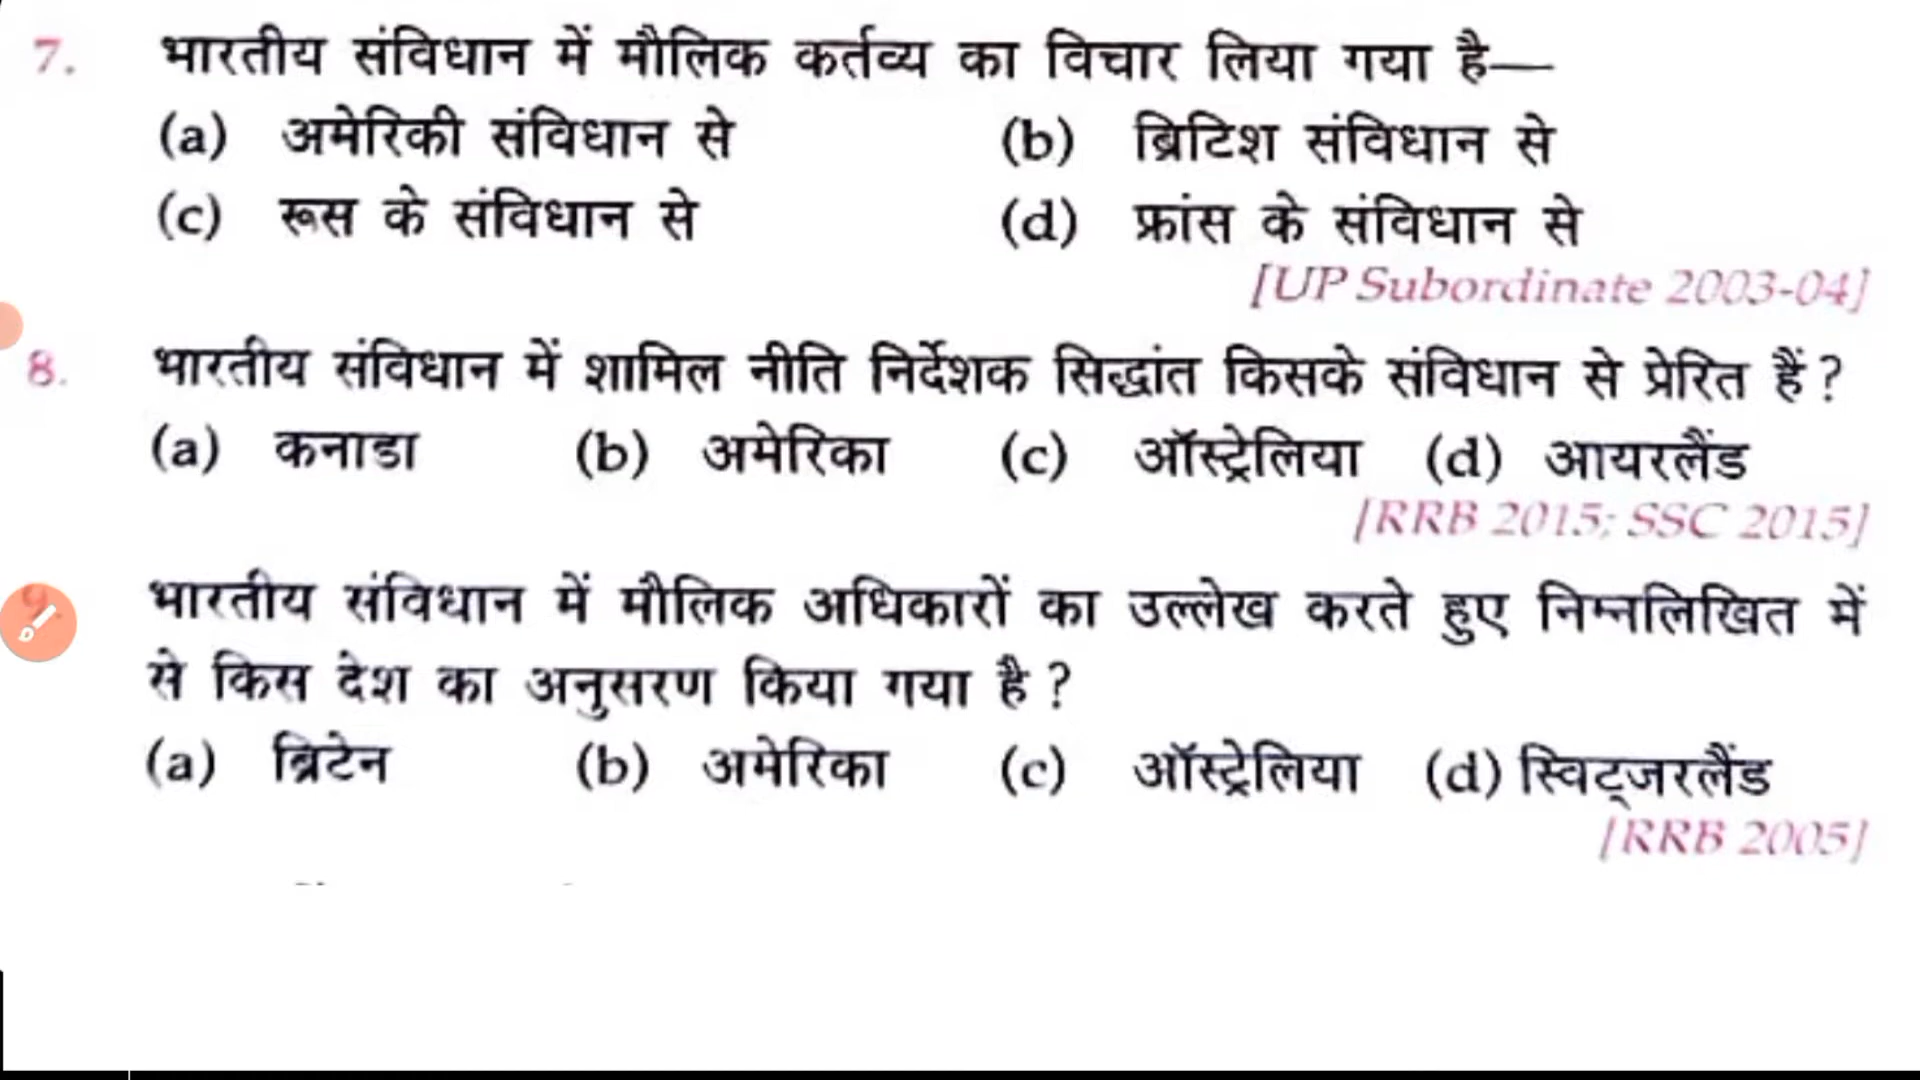 7. भारतीय संविधान में मौलिक कर्तव्य का विचार लिया गया है—
(a) अमेरिकी संविधान से (b) ब्रिटिश संविधान से
(c) रूस के संविधान से (d) फ्रांस के संविधान से
[UP Subordinate 2003-04]
8. भारतीय संविधान में शामिल नीति निर्देशक सिद्धांत किसके संविधान से प्रेरित हैं ?
(a) कनाडा (b) अमेरिका (c) ऑस्ट्रेलिया (d) आयरलैंड
[RRB 2015; SSC 2015]
9. भारतीय संविधान में मौलिक अधिकारों का उल्लेख करते हुए निम्नलिखित में
से किस देश का अनुसरण किया गया है ?
(a) ब्रिटेन (b) अमेरिका (c) ऑस्ट्रेलिया (d) स्विट्जरलैंड
[RRB 2005]